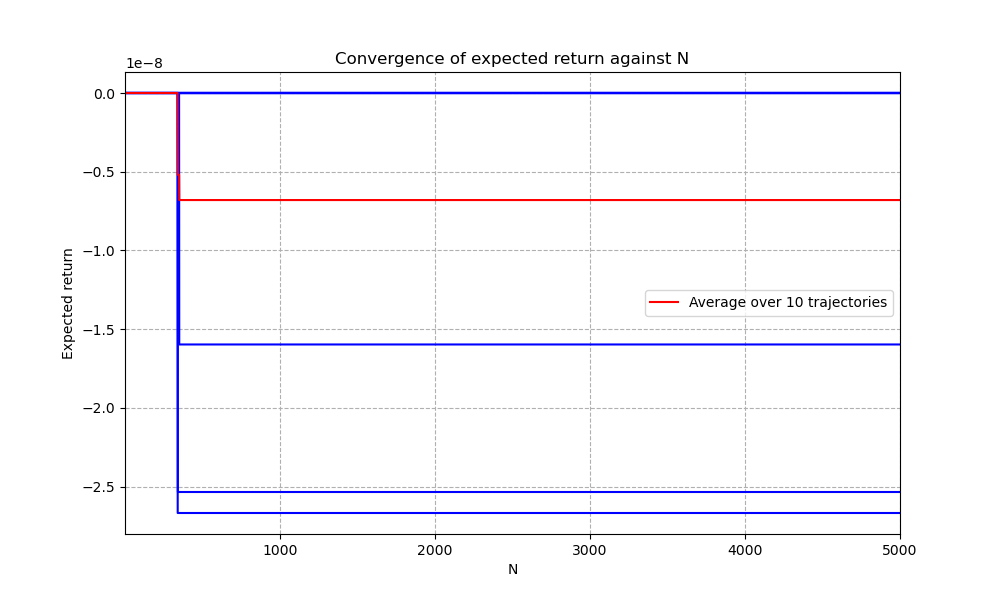 Convergence of expected return against N
1e−8
0.0
−0.5
−1.0
−1.5
−2.0
−2.5
Expected return
Average over 10 trajectories
1000 2000 3000 4000 5000
N